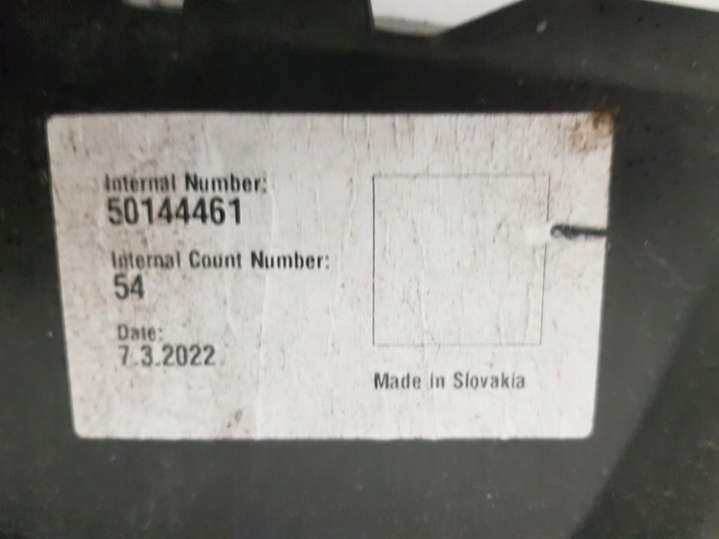 Internal Number:
50144461
Internal Count Number:
54
Date:
7.3.2022
Made in Slovakia